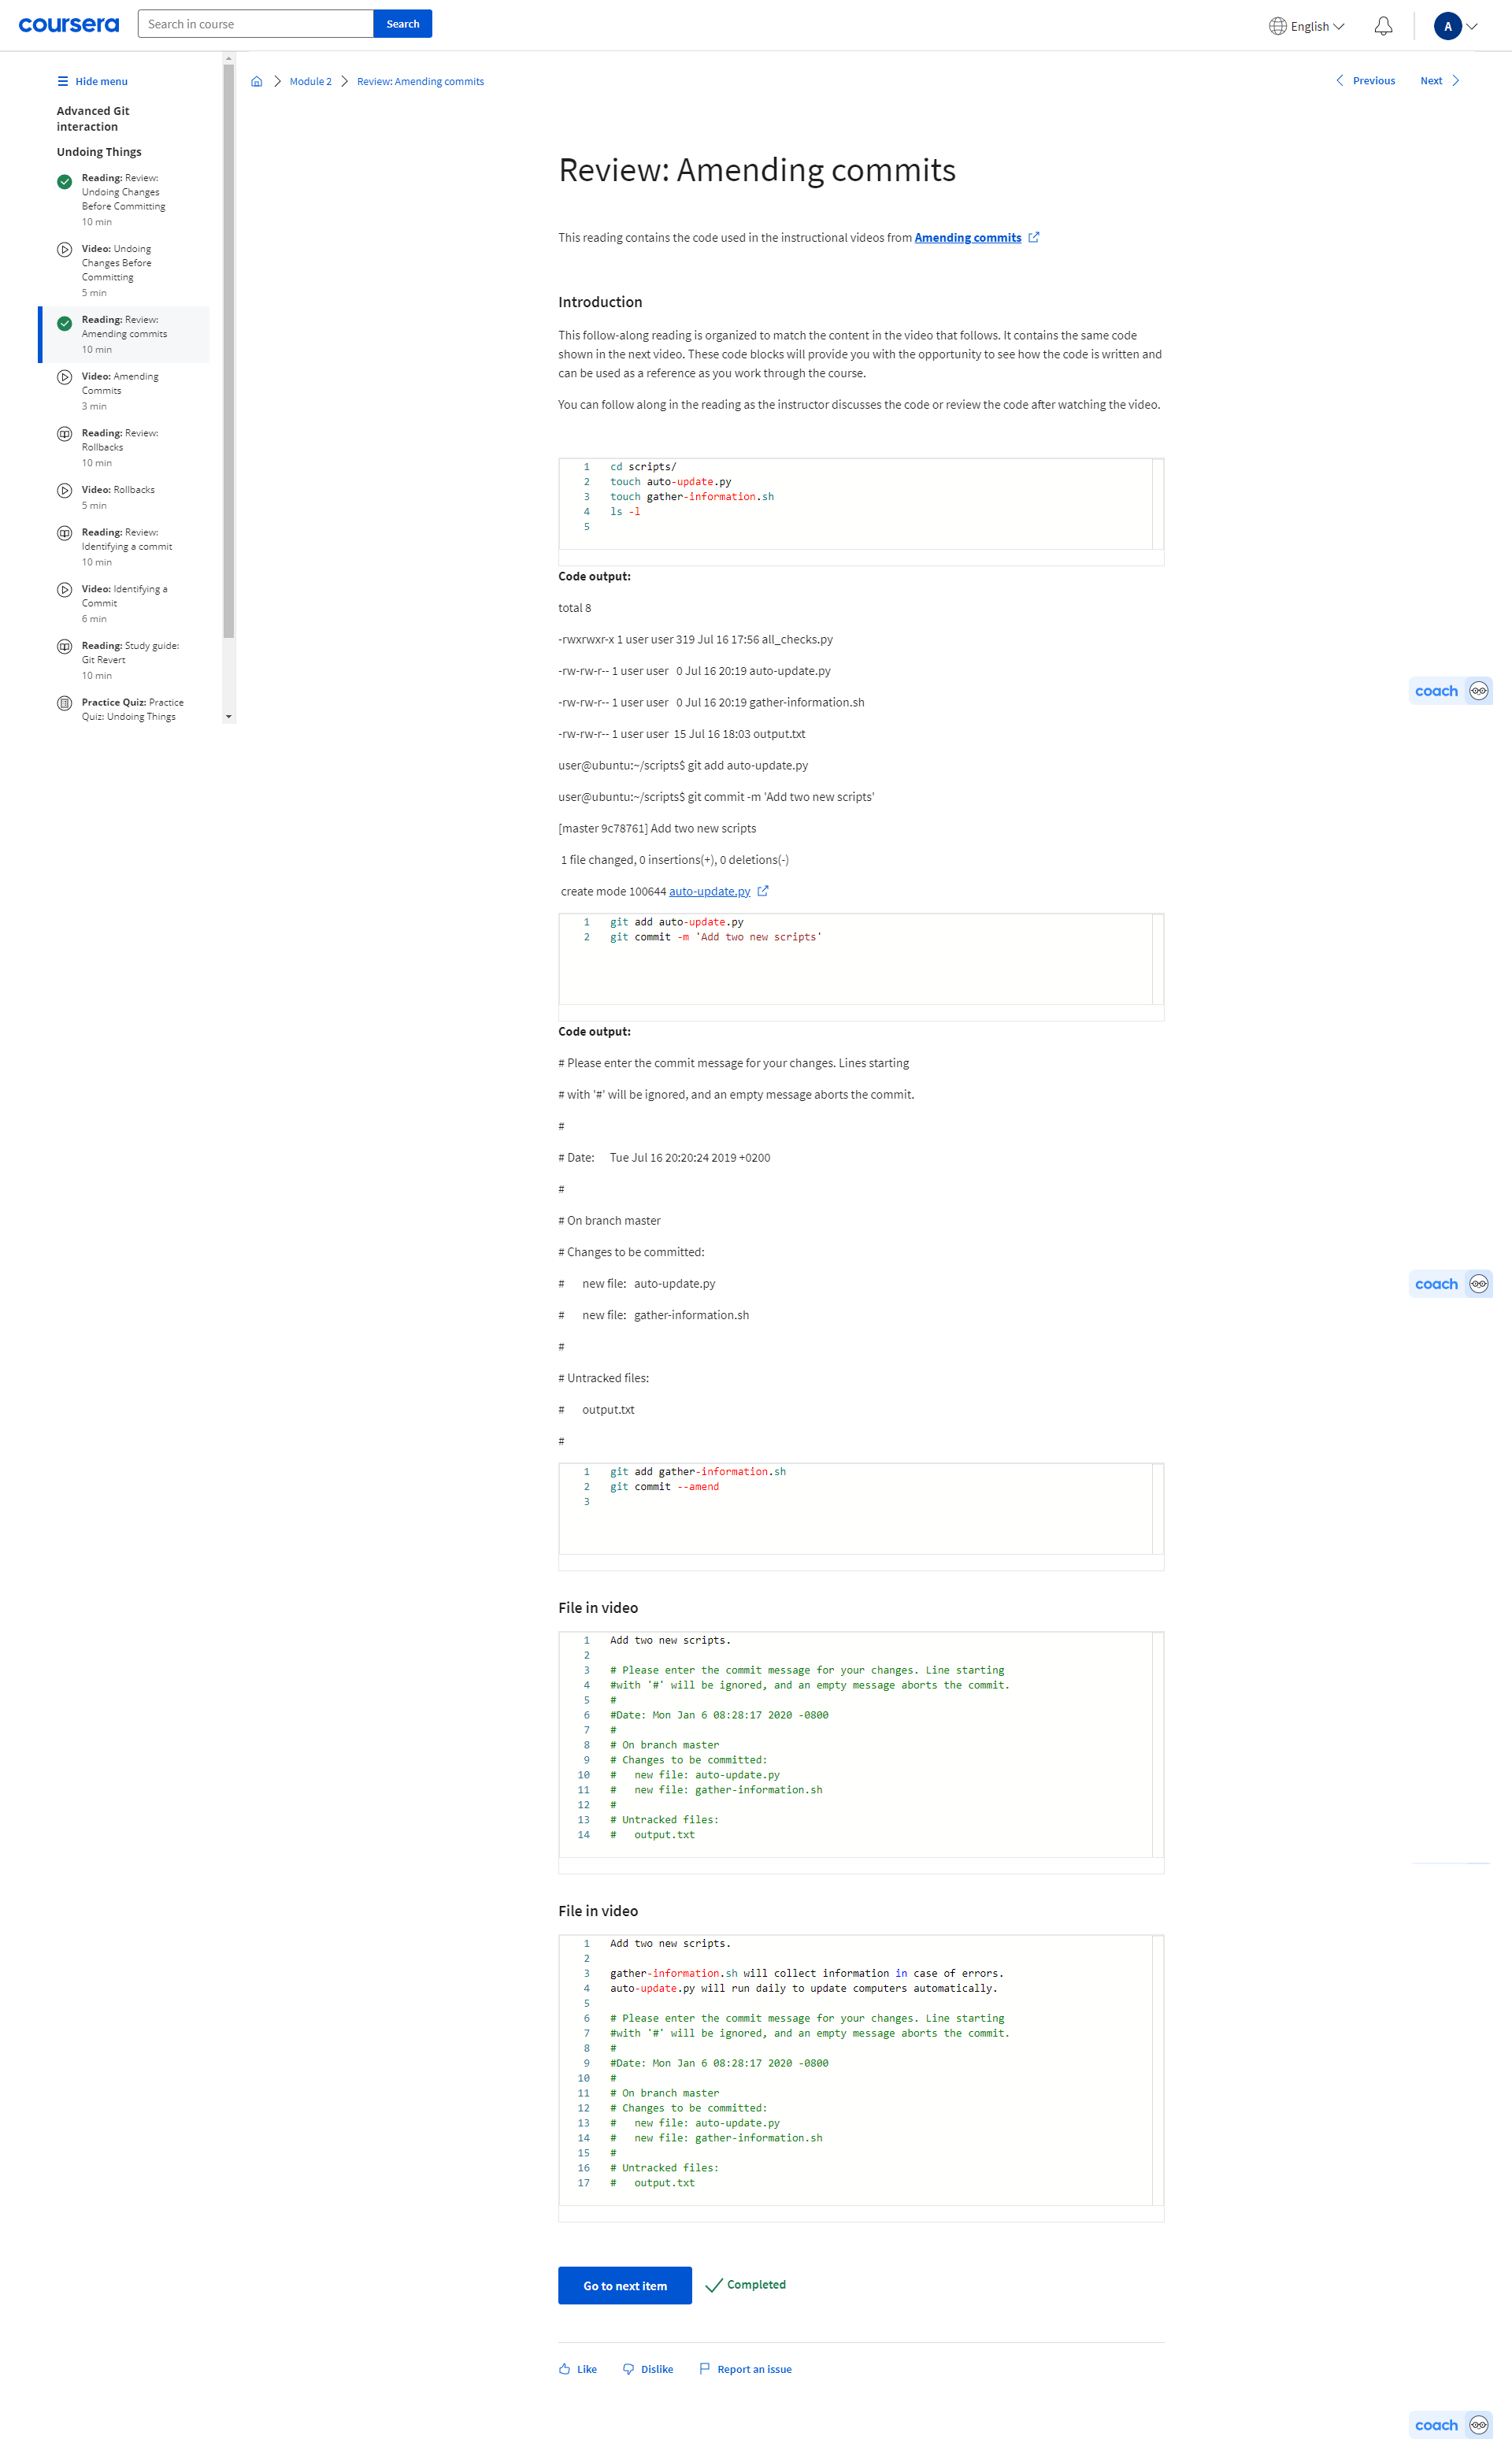 coursera
Search in course
Search
English
A
Hide menu
Advanced Git
interaction
Undoing Things
Reading: Review:
Undoing Changes
Before Committing
10 min
Video: Undoing
Changes Before
Committing
5 min
Reading: Review:
Amending commits
10 min
Video: Amending
Commits
3 min
Reading: Review:
Rollbacks
10 min
Video: Rollbacks
5 min
Reading: Review:
Identifying a commit
10 min
Video: Identifying a
Commit
6 min
Reading: Study guide:
Git Revert
10 min
Practice Quiz: Practice
Quiz: Undoing Things
Module 2
Review: Amending commits
Previous
Next
Review: Amending commits
This reading contains the code used in the instructional videos from Amending commits
Introduction
This follow-along reading is organized to match the content in the video that follows. It contains the same code
shown in the next video. These code blocks will provide you with the opportunity to see how the code is written and
can be used as a reference as you work through the course.
You can follow along in the reading as the instructor discusses the code or review the code after watching the video.
1 cd scripts/
2 touch auto-update.py
3 touch gather-information.sh
4 ls -l
5
Code output:
total 8
-rwxrwxr-x 1 user user 319 Jul 16 17:56 all_checks.py
-rw-rw-r-- 1 user user   0 Jul 16 20:19 auto-update.py
-rw-rw-r-- 1 user user   0 Jul 16 20:19 gather-information.sh
-rw-rw-r-- 1 user user  15 Jul 16 18:03 output.txt
user@ubuntu:~/scripts$ git add auto-update.py
user@ubuntu:~/scripts$ git commit -m 'Add two new scripts'
[master 9c78761] Add two new scripts
1 file changed, 0 insertions(+), 0 deletions(-)
create mode 100644 auto-update.py
1 git add auto-update.py
2 git commit -m 'Add two new scripts'
Code output:
# Please enter the commit message for your changes. Lines starting
# with '#' will be ignored, and an empty message aborts the commit.
#
# Date:      Tue Jul 16 20:20:24 2019 +0200
#
# On branch master
# Changes to be committed:
#       new file:   auto-update.py
#       new file:   gather-information.sh
#
# Untracked files:
#       output.txt
#
1 git add gather-information.sh
2 git commit --amend
3
File in video
1 Add two new scripts.
2
3 # Please enter the commit message for your changes. Line starting
4 #with '#' will be ignored, and an empty message aborts the commit.
5 #
6 #Date: Mon Jan 6 08:28:17 2020 -0800
7 #
8 # On branch master
9 # Changes to be committed:
10 #   new file: auto-update.py
11 #   new file: gather-information.sh
12 #
13 # Untracked files:
14 #   output.txt
File in video
1 Add two new scripts.
2
3 gather-information.sh will collect information in case of errors.
4 auto-update.py will run daily to update computers automatically.
5
6 # Please enter the commit message for your changes. Line starting
7 #with '#' will be ignored, and an empty message aborts the commit.
8 #
9 #Date: Mon Jan 6 08:28:17 2020 -0800
10 #
11 # On branch master
12 # Changes to be committed:
13 #   new file: auto-update.py
14 #   new file: gather-information.sh
15 #
16 # Untracked files:
17 #   output.txt
Go to next item
Completed
Like
Dislike
Report an issue
coach
coach
coach